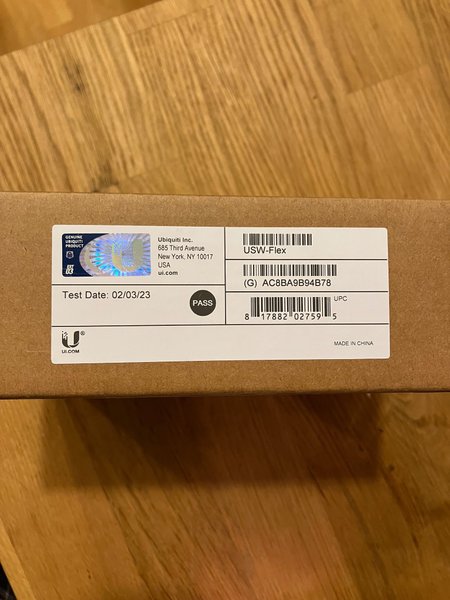 GENUINE
UBIQUITI
PRODUCT
Ubiquiti Inc.
685 Third Avenue
New York, NY 10017
USA
ui.com
Test Date: 02/03/23
PASS
U®
UI.COM
USW-Flex
(G) AC8BA9B94B78
UPC
8 17882 02759 5
MADE IN CHINA